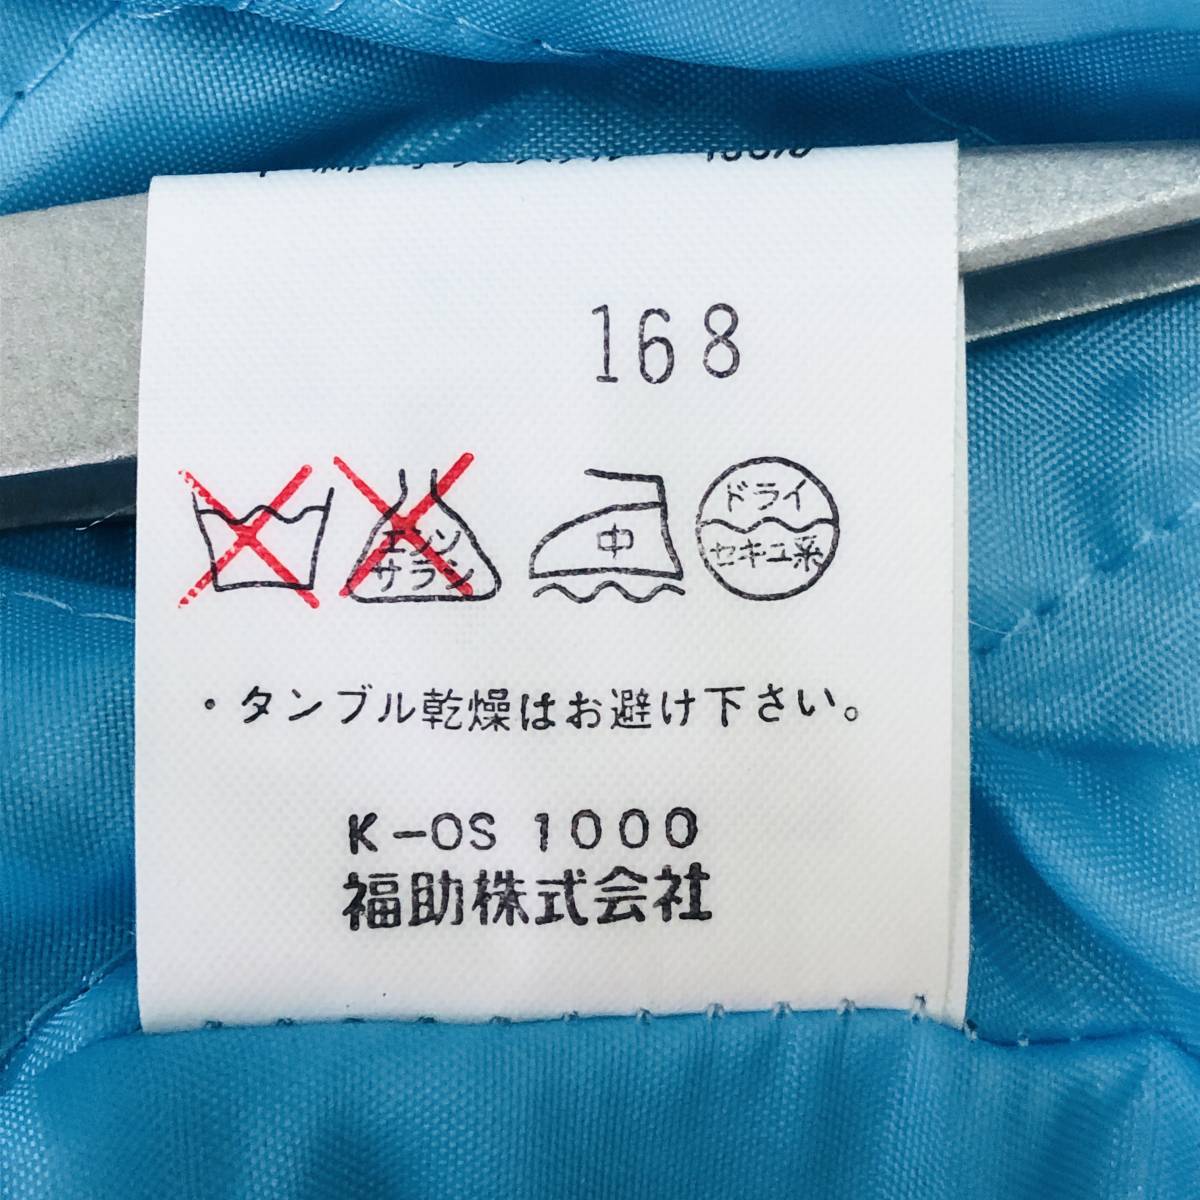 168
エンソ
サラシ
中
ドライ
セキユ系
・タンブル乾燥はお避け下さい。
K-OS 1000
福助株式会社